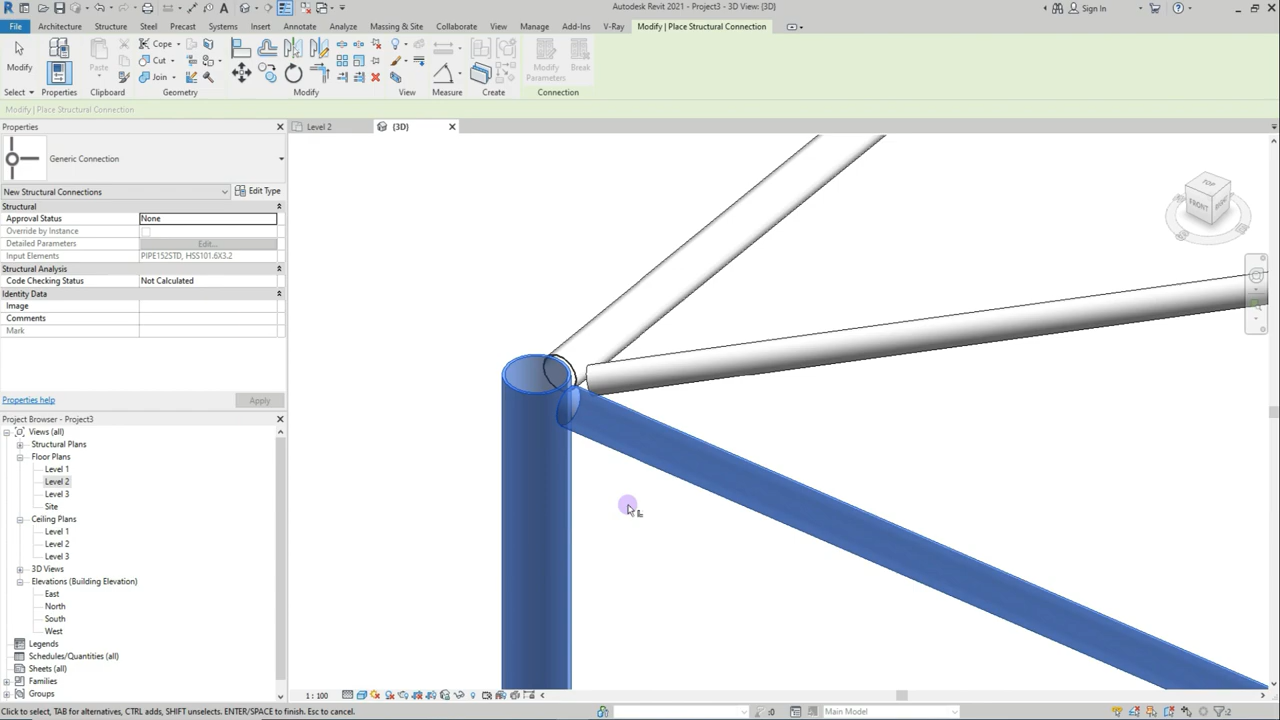 Autodesk Revit 2021 - Project3 - 3D View: {3D}
Sign In
File
Architecture
Structure
Steel
Precast
Systems
Insert
Annotate
Analyze
Massing & Site
Collaborate
View
Manage
Add-Ins
V-Ray
Modify | Place Structural Connection
Modify
Paste
Cope
Cut
Join
Modify
Parameters
Break
Select
Properties
Clipboard
Geometry
Modify
View
Measure
Create
Connection
Modify | Place Structural Connection
Properties
Level 2
{3D}
Generic Connection
New Structural Connections
Edit Type
Structural
Approval Status
None
Override by Instance
Detailed Parameters
Edit...
Input Elements
PIPE152STD, HSS101.6X3.2
Structural Analysis
Code Checking Status
Not Calculated
Identity Data
Image
Comments
Mark
Properties help
Apply
Project Browser - Project3
Views (all)
Structural Plans
Floor Plans
Level 1
Level 2
Level 3
Site
Ceiling Plans
Level 1
Level 2
Level 3
3D Views
Elevations (Building Elevation)
East
North
South
West
Legends
Schedules/Quantities (all)
Sheets (all)
Families
Groups
TOP
FRONT
RIGHT
1 : 100
Click to select, TAB for alternatives, CTRL adds, SHIFT unselects. ENTER/SPACE to finish. Esc to cancel.
:0
Main Model
:2